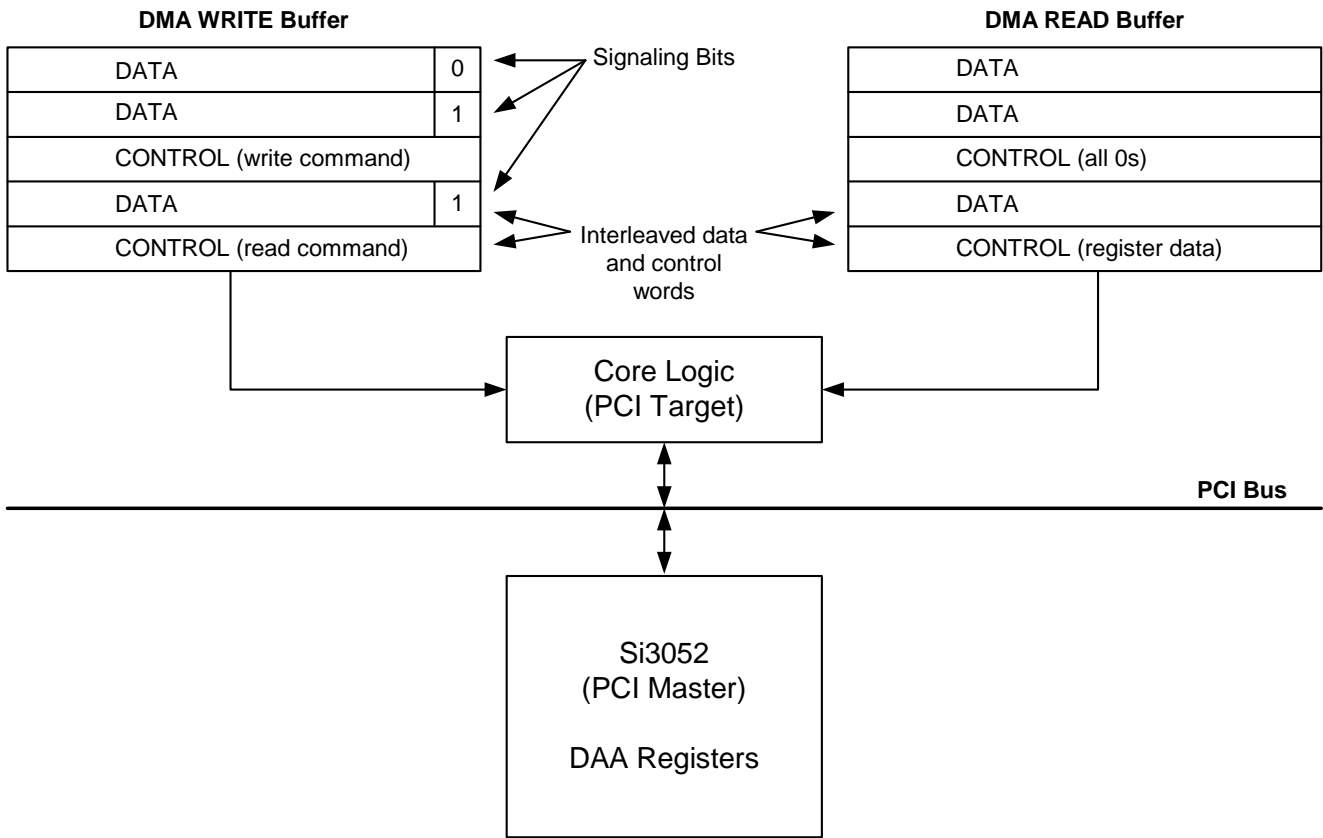 DMA WRITE Buffer
DMA READ Buffer
DATA 0
Signaling Bits
DATA
DATA 1
DATA
CONTROL (write command)
CONTROL (all 0s)
DATA 1
DATA
CONTROL (read command)
Interleaved data
and control
words
CONTROL (register data)
Core Logic
(PCI Target)
PCI Bus
Si3052
(PCI Master)
DAA Registers